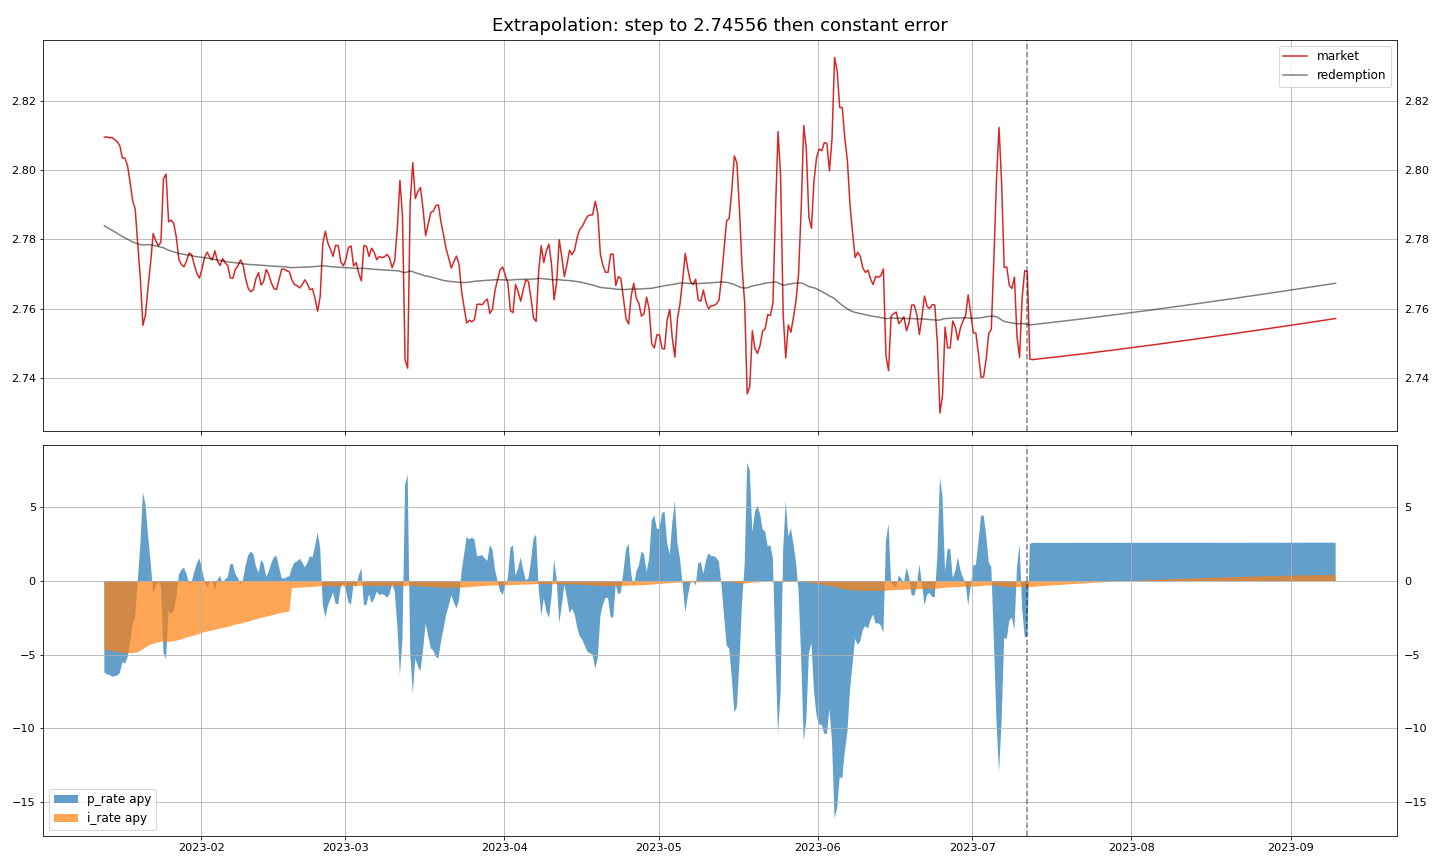 Extrapolation: step to 2.74556 then constant error
market
redemption
2.82 2.82
2.80 2.80
2.78 2.78
2.76 2.76
2.74 2.74
5 5
0 0
−5 −5
−10 −10
−15 −15
p_rate apy
i_rate apy
2023-02 2023-03 2023-04 2023-05 2023-06 2023-07 2023-08 2023-09